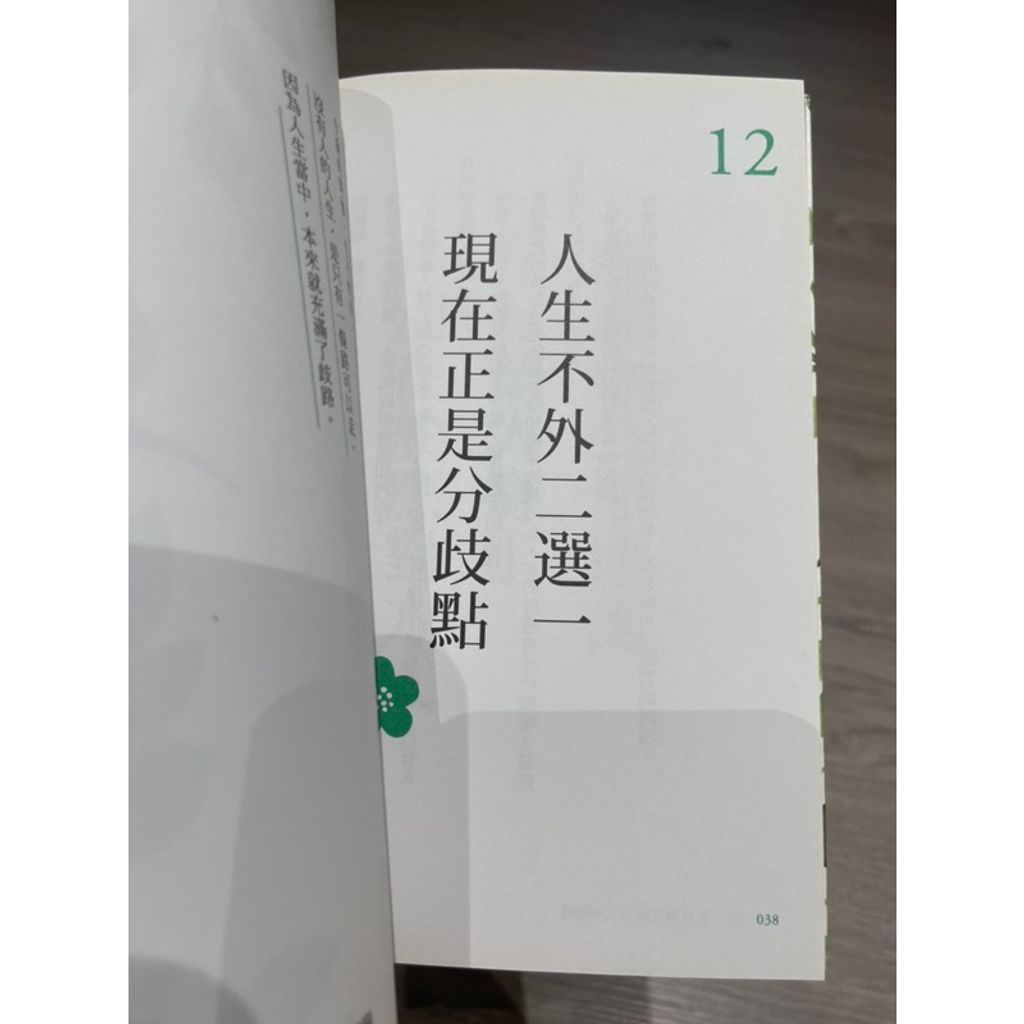 12
人生不外二選一
現在正是分歧點
038
沒有人的人生,是只有一條路可以走。
因為人生當中,本來就充滿了歧路。